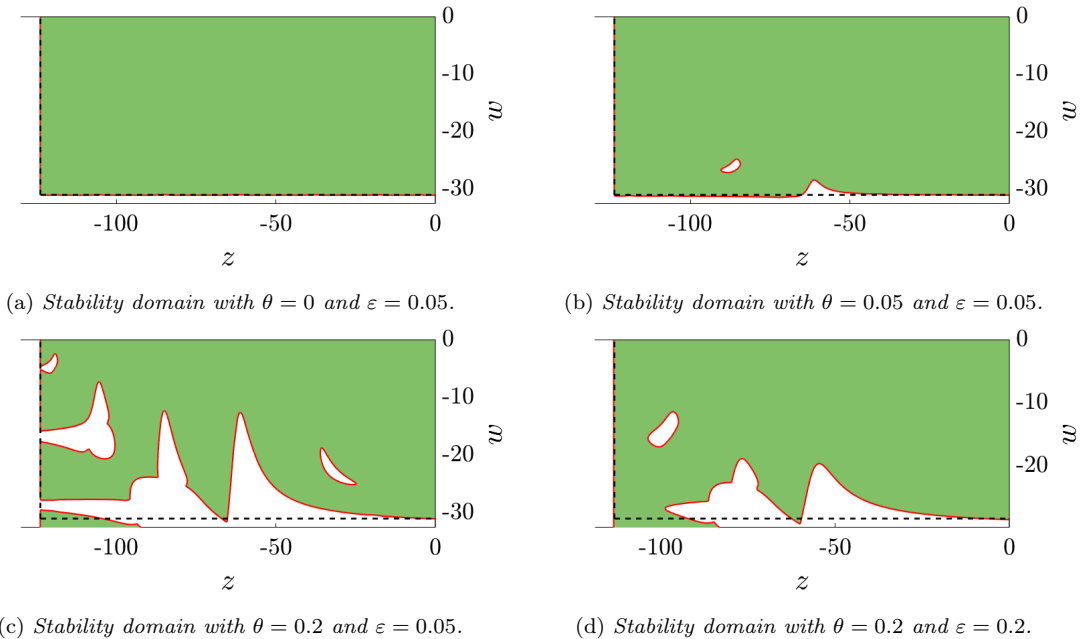 0
-10
-20
-30
w
-100
-50
0
z
(a) Stability domain with θ = 0 and ε = 0.05.
0
-10
-20
-30
w
-100
-50
0
z
(b) Stability domain with θ = 0.05 and ε = 0.05.
0
-10
-20
-30
w
-100
-50
0
z
(c) Stability domain with θ = 0.2 and ε = 0.05.
0
-10
-20
w
-100
-50
0
z
(d) Stability domain with θ = 0.2 and ε = 0.2.